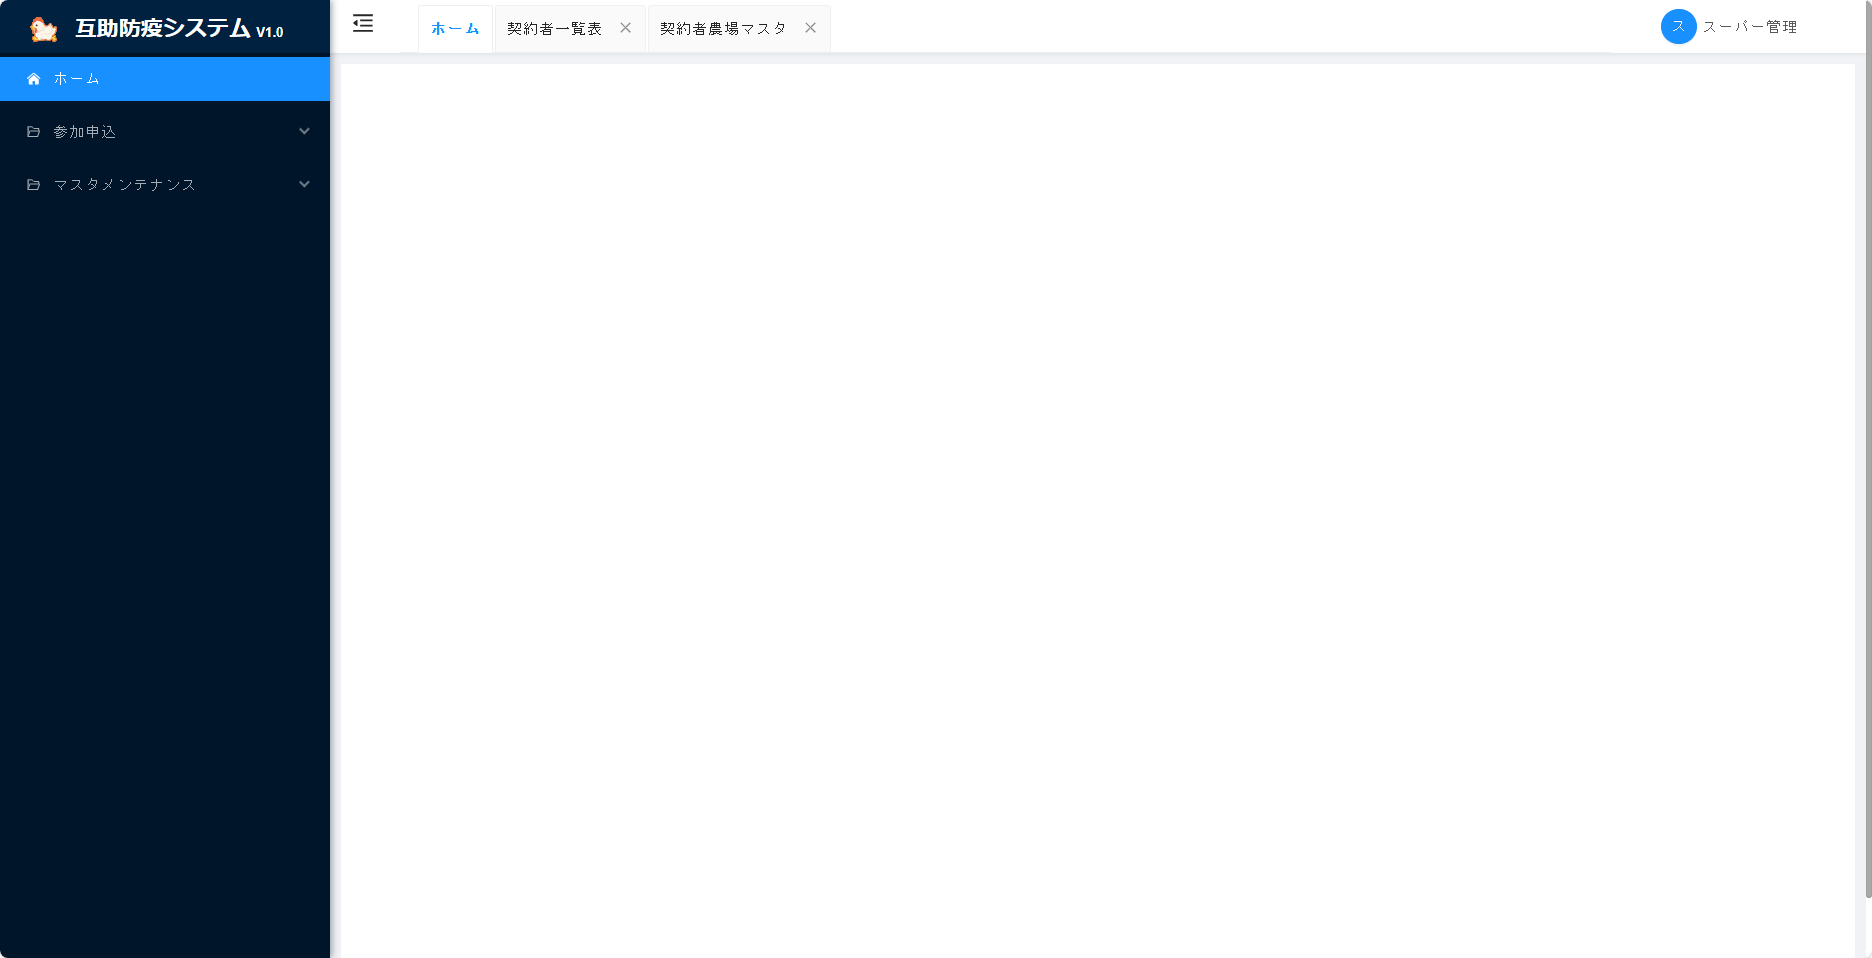 互助防疫システム V1.0
ホーム
参加申込
マスタメンテナンス
ホーム 契約者一覧表 契約者農場マスタ
ス スーパー管理